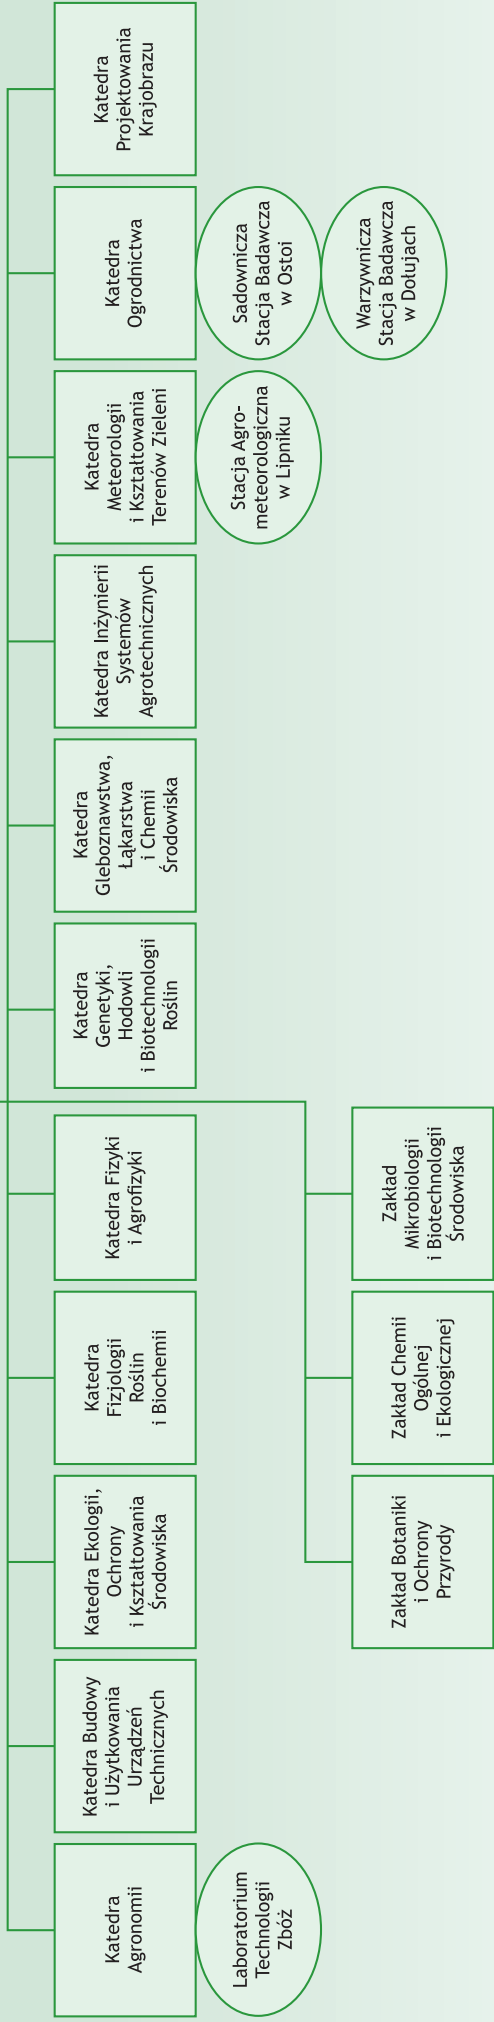 Katedra
Agronomii
Laboratorium
Technologii
Zbóż
Katedra Budowy
i Użytkowania
Urządzeń
Technicznych
Katedra Ekologii,
Ochrony
i Kształtowania
Środowiska
Katedra
Fizjologii
Roślin
i Biochemii
Katedra Fizyki
i Agrofizyki
Katedra
Genetyki,
Hodowli
i Biotechnologii
Roślin
Katedra
Gleboznawstwa,
Łąkarstwa
i Chemii
Środowiska
Katedra Inżynierii
Systemów
Agrotechnicznych
Katedra
Meteorologii
i Kształtowania
Terenów Zieleni
Stacja Agro-
meteorologiczna
w Lipniku
Katedra
Ogrodnictwa
Sadownicza
Stacja Badawcza
w Ostoi
Warzywnicza
Stacja Badawcza
w Dołujach
Katedra
Projektowania
Krajobrazu
Zakład Botaniki
i Ochrony
Przyrody
Zakład Chemii
Ogólnej
i Ekologicznej
Zakład
Mikrobiologii
i Biotechnologii
Środowiska